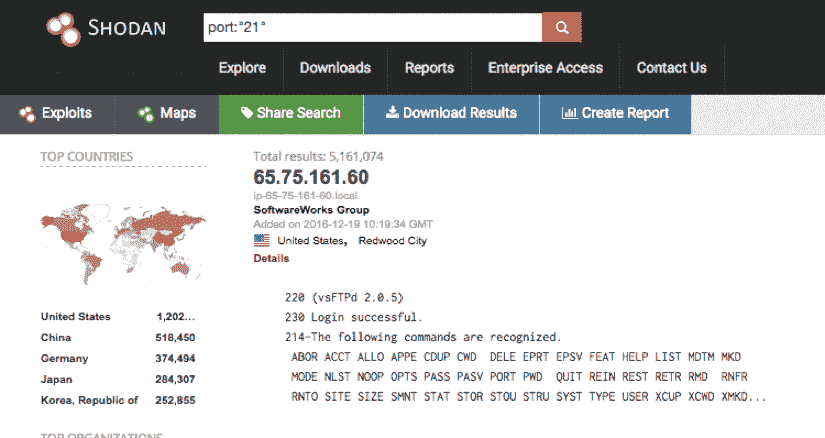 SHODAN
port:"21"
Explore Downloads Reports Enterprise Access Contact Us
Exploits Maps Share Search Download Results Create Report
TOP COUNTRIES
United States 1,202...
China 518,450
Germany 374,494
Japan 284,307
Korea, Republic of 252,855
TOP ORGANIZATIONS
Total results: 5,161,074
65.75.161.60
ip-65-75-161-60.local
SoftwareWorks Group
Added on 2016-12-19 10:19:34 GMT
United States, Redwood City
Details
220 (vsFTPd 2.0.5)
230 Login successful.
214-The following commands are recognized.
ABOR ACCT ALLO APPE CDUP CWD DELE EPRT EPSV FEAT HELP LIST MDTM MKD
MODE NLST NOOP OPTS PASS PASV PORT PWD QUIT REIN REST RETR RMD RNFR
RNTO SITE SIZE SMNT STAT STOR STOU STRU SYST TYPE USER XCUP XCWD XMKD...